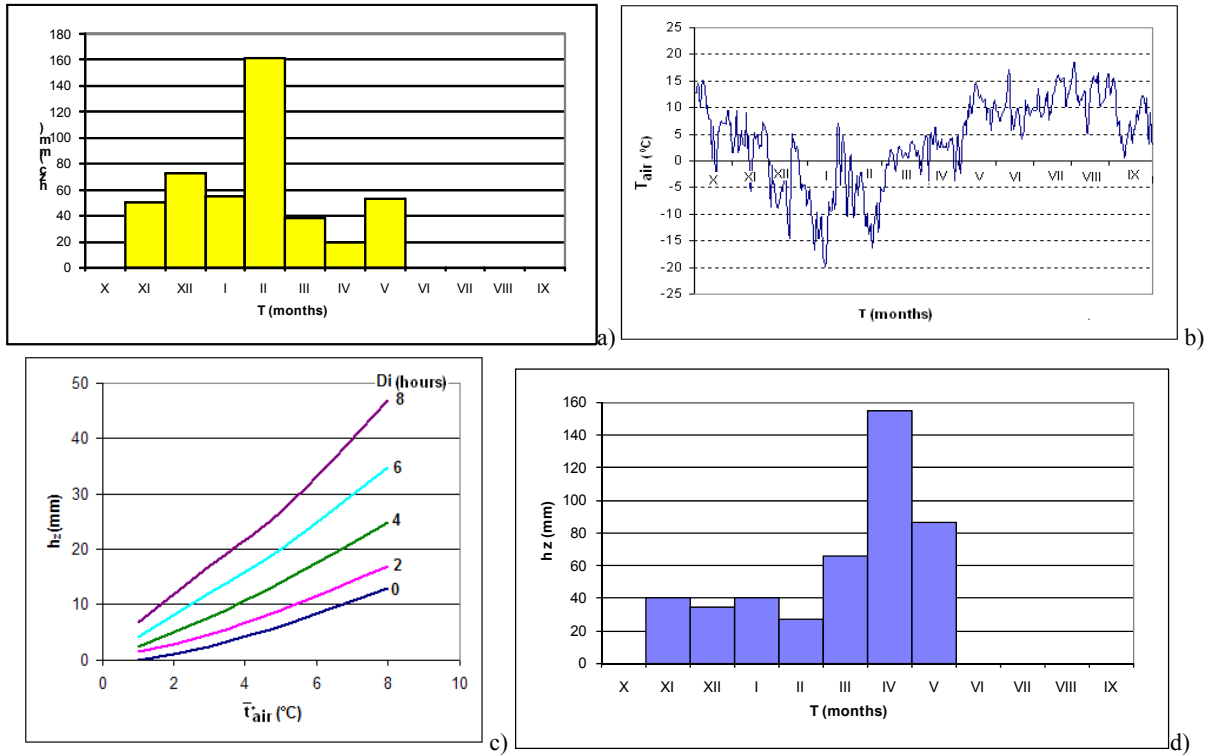 180
160
140
120
100
80
60
40
20
0
X XI XII I II III IV V VI VII VIII IX
T (months)
a)
25
20
15
10
5
0
-5
-10
-15
-20
-25
T air (⁰C)
X XI XII I II III IV V VI VII VIII IX
T (months)
b)
50
40
30
20
10
0
hz (mm)
Di (hours)
8
6
4
2
0
0 2 4 6 8 10
t̅⁺air (°C)
c)
160
140
120
100
80
60
40
20
0
h z (mm)
X XI XII I II III IV V VI VII VIII IX
T (months)
d)